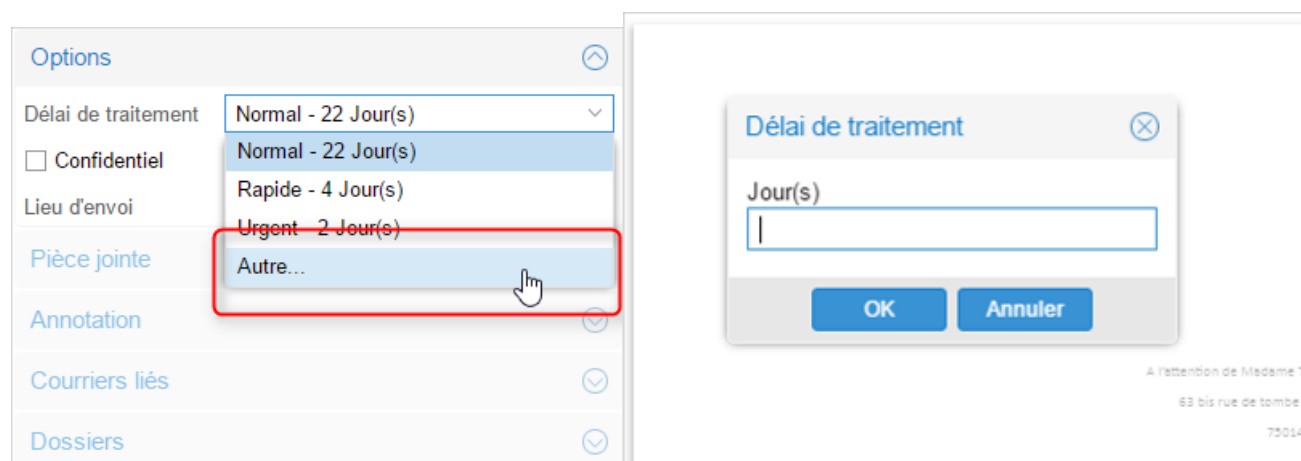 Options
Délai de traitement
Normal - 22 Jour(s)
Normal - 22 Jour(s)
Confidentiel
Rapide - 4 Jour(s)
Lieu d'envoi
Urgent - 2 Jour(s)
Pièce jointe
Autre...
Annotation
Courriers liés
Dossiers
Délai de traitement
Jour(s)
OK
Annuler
A l'attention de Madame
63 bis rue de tombe
75014